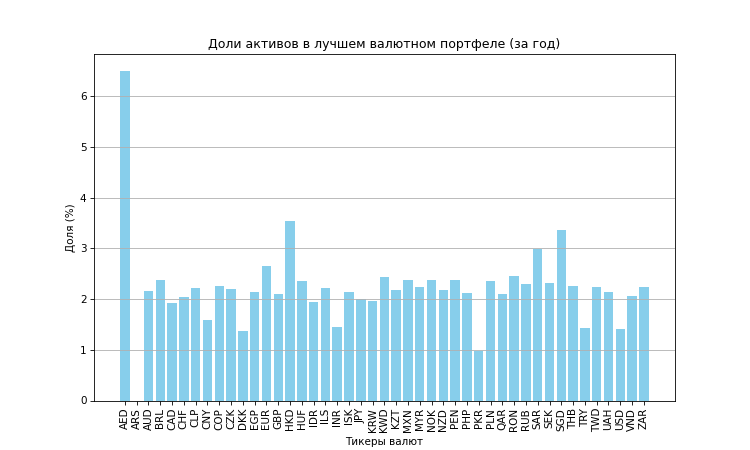 Доли активов в лучшем валютном портфеле (за год)
Доля (%)
6
5
4
3
2
1
0
AED ARS AUD BRL CAD CHF CLP CNY COP CZK DKK EGP EUR GBP HKD HUF IDR ILS INR ISK JPY KRW KWD KZT MXN MYR NOK NZD PEN PHP PKR PLN QAR RON RUB SAR SEK SGD THB TRY TWD UAH USD VND ZAR
Тикеры валют